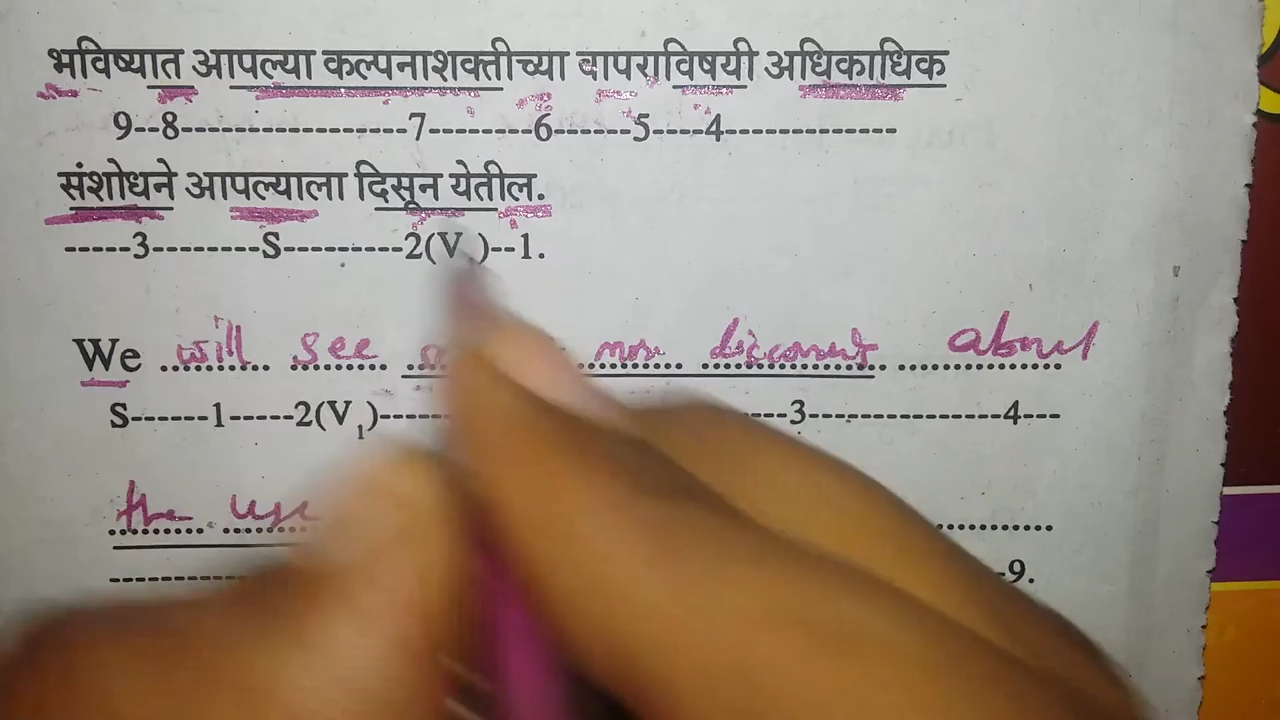 भविष्यात आपल्या कल्पनाशक्तीच्या वापराविषयी अधिकाधिक
9--8-----------------7--------6------5----4-------------
संशोधने आपल्याला दिसून येतील.
-----3--------S---------2(V )--1.
We will see more about
S------1-----2(V1)---- ---3---------------4---
the use
-9.